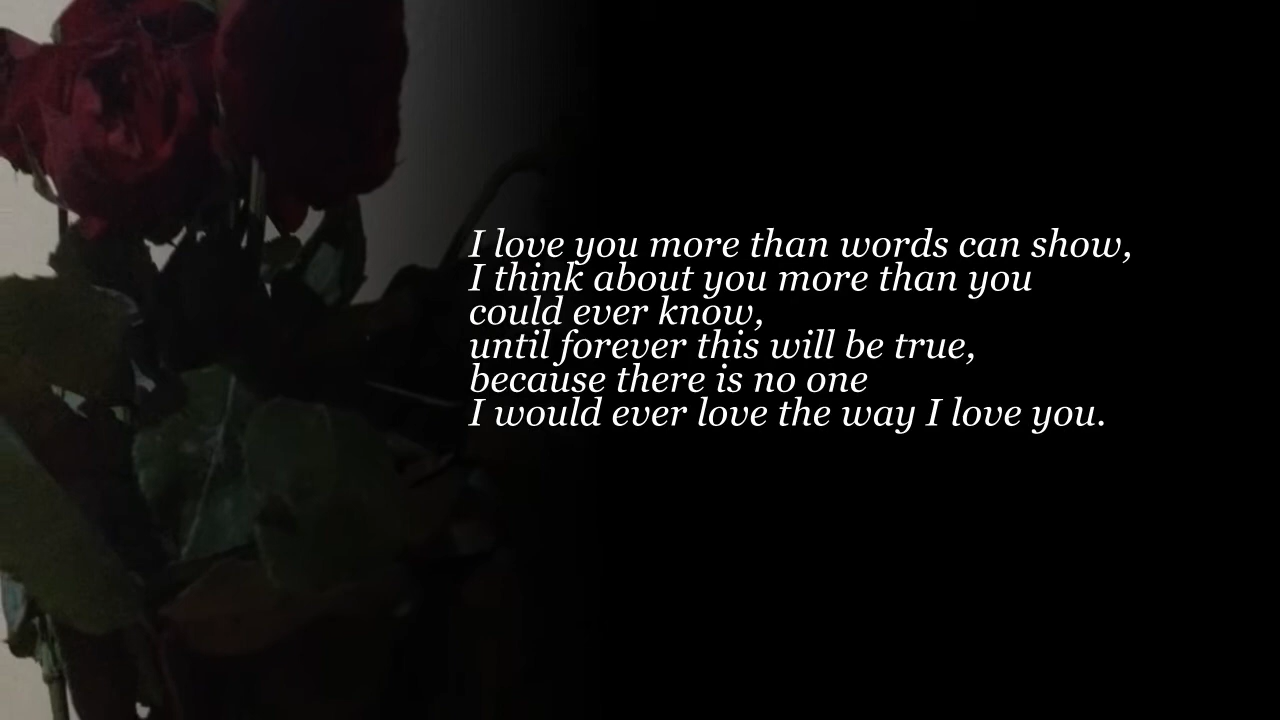 I love you more than words can show,
I think about you more than you
could ever know,
until forever this will be true,
because there is no one
I would ever love the way I love you.